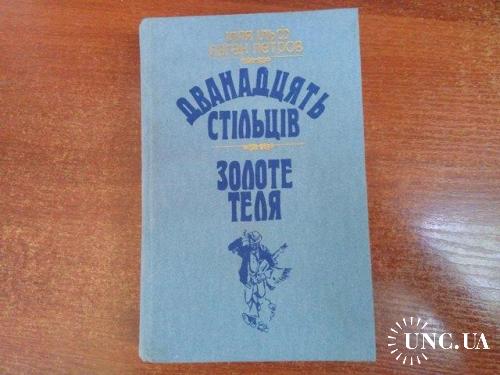 ІЛЛЯ ІЛЬФ
ЄВГЕН ПЕТРОВ
ДВАНАДЦЯТЬ
СТІЛЬЦІВ
ЗОЛОТЕ
ТЕЛЯ
UNC.UA